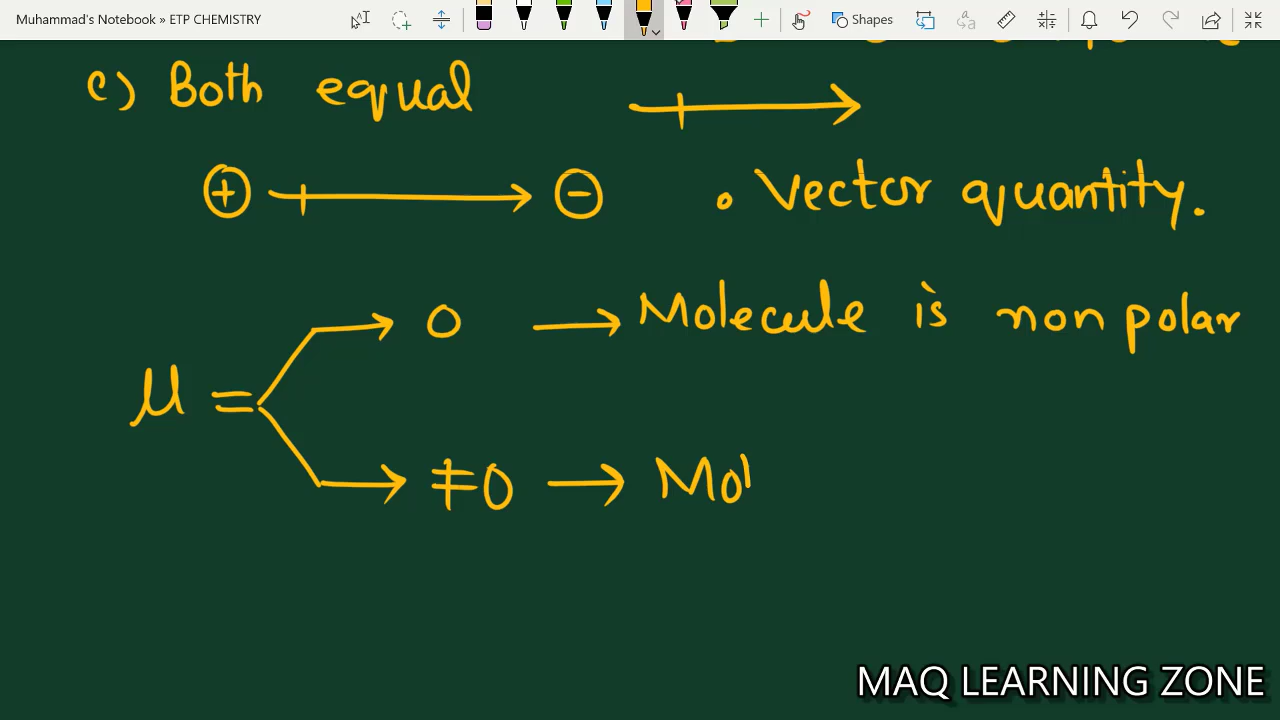 Muhammad's Notebook » ETP CHEMISTRY
Shapes
c) Both equal
+ − • Vector quantity.
0 → Molecule is non polar
μ =
≠0 → Mol
MAQ LEARNING ZONE